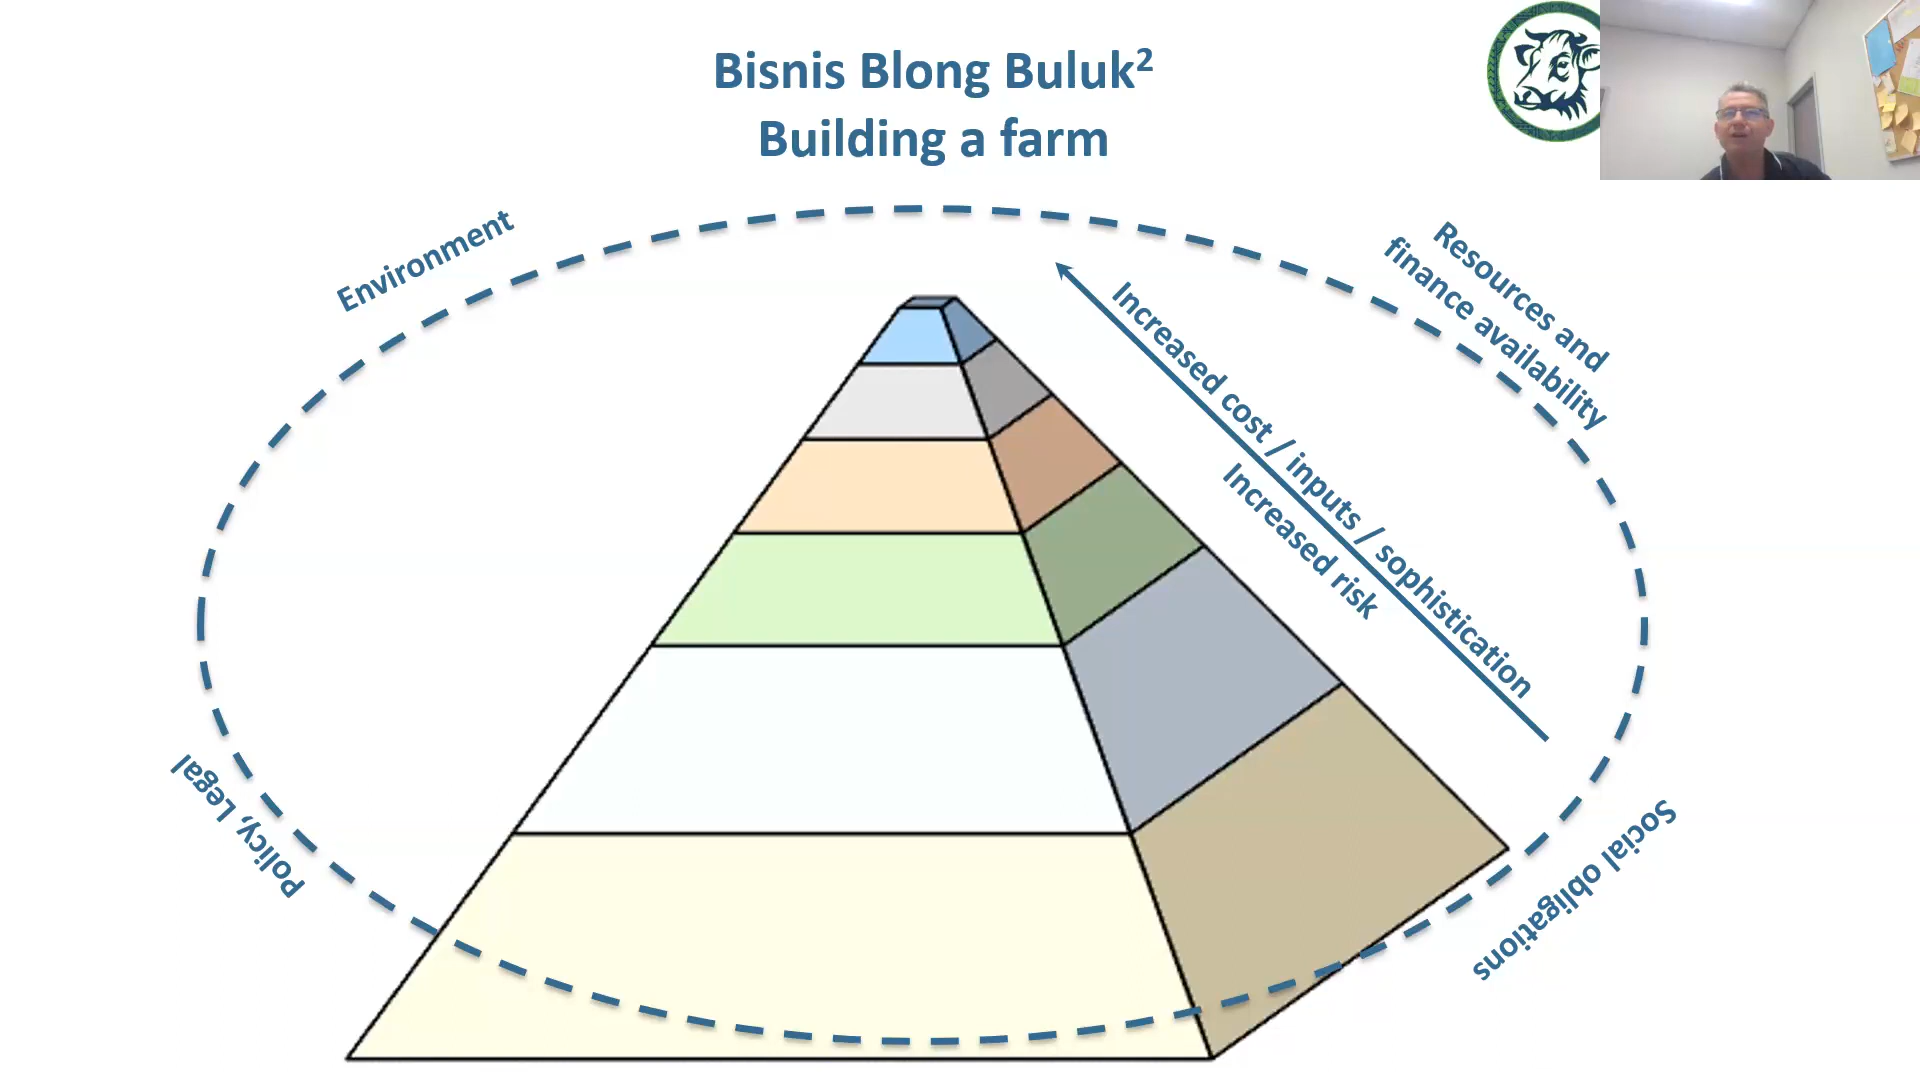 Bisnis Blong Buluk²
Building a farm
Environment
Resources and
finance availability
Increased cost / inputs / sophistication
Increased risk
Policy, Legal
Social obligations